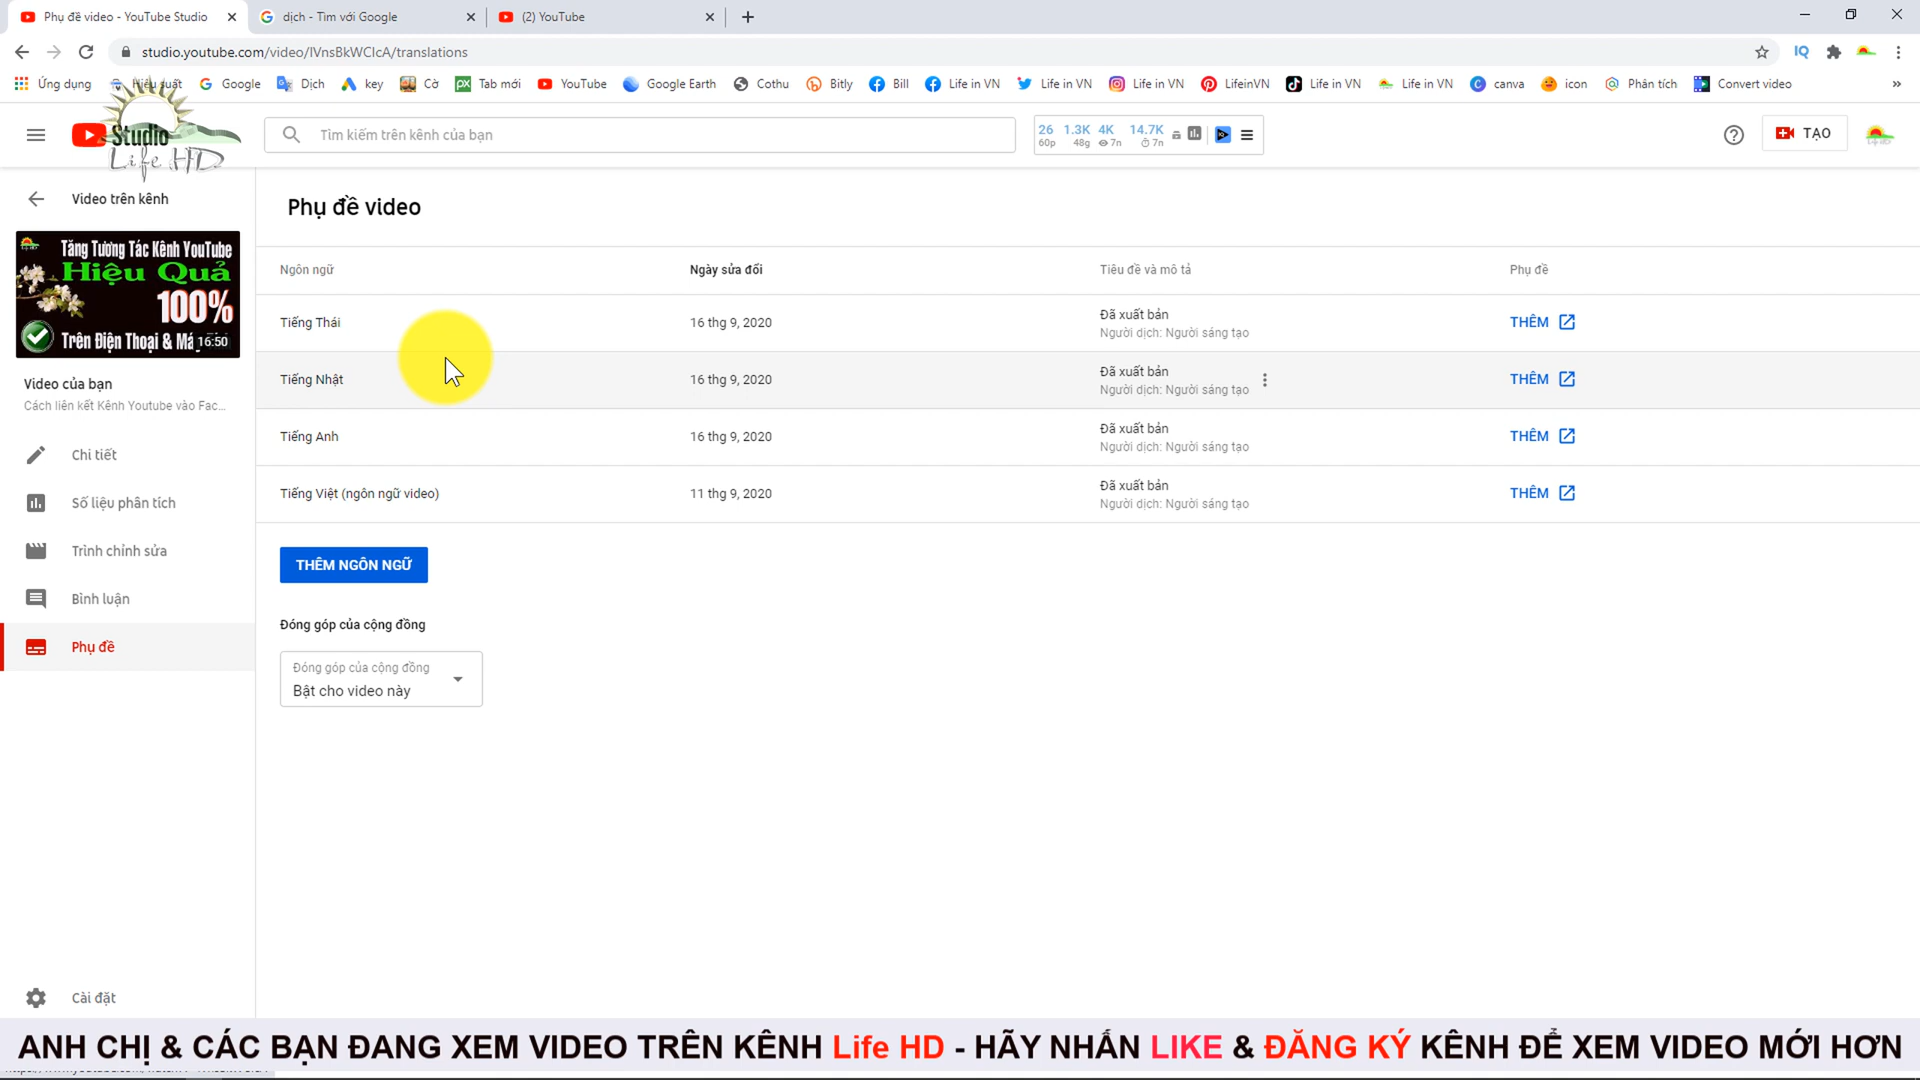 Phụ đề video - YouTube Studio
dịch - Tìm với Google
(2) YouTube
studio.youtube.com/video/IVnsBkWCIcA/translations
IQ
Ứng dụng
Hiệu suất
Google
Dịch
key
Cờ
Tab mới
YouTube
Google Earth
Cothu
Bitly
Bill
Life in VN
Life in VN
Life in VN
LifeinVN
Life in VN
Life in VN
canva
icon
Phân tích
Convert video
Studio
Life HD
Tìm kiếm trên kênh của bạn
26 1.3K 4K 14.7K
60p 48g 7n 7n
TẠO
Video trên kênh
Phụ đề video
Tăng Tương Tác Kênh YouTube
Hiệu Quả
100%
Trên Điện Thoại &
16:50
Video của bạn
Cách liên kết Kênh Youtube vào Fac...
Chi tiết
Số liệu phân tích
Trình chỉnh sửa
Bình luận
Phụ đề
Cài đặt
Ngôn ngữ
Ngày sửa đổi
Tiêu đề và mô tả
Phụ đề
Tiếng Thái
16 thg 9, 2020
Đã xuất bản
Người dịch: Người sáng tạo
THÊM
Tiếng Nhật
16 thg 9, 2020
Đã xuất bản
Người dịch: Người sáng tạo
THÊM
Tiếng Anh
16 thg 9, 2020
Đã xuất bản
Người dịch: Người sáng tạo
THÊM
Tiếng Việt (ngôn ngữ video)
11 thg 9, 2020
Đã xuất bản
Người dịch: Người sáng tạo
THÊM
THÊM NGÔN NGỮ
Đóng góp của cộng đồng
Đóng góp của cộng đồng
Bật cho video này
ANH CHỊ & CÁC BẠN ĐANG XEM VIDEO TRÊN KÊNH Life HD - HÃY NHẤN LIKE & ĐĂNG KÝ KÊNH ĐỂ XEM VIDEO MỚI HƠN